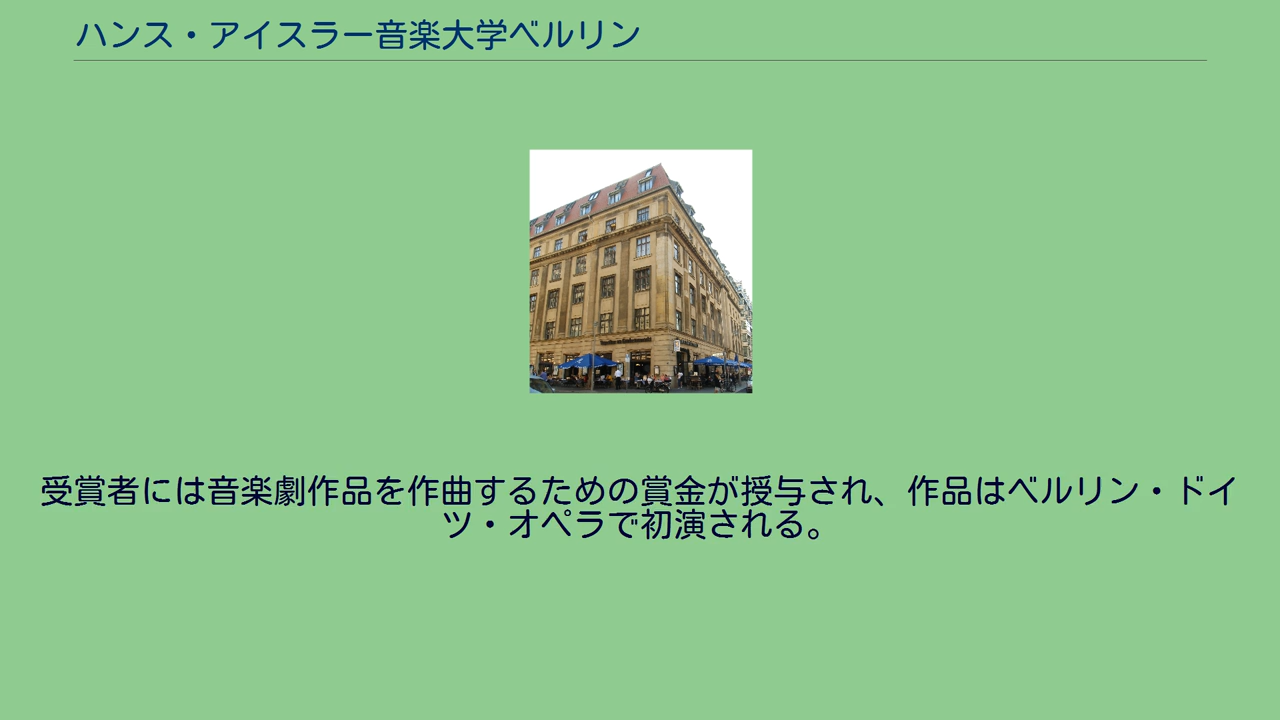 ハンス・アイスラー音楽大学ベルリン
受賞者には音楽劇作品を作曲するための賞金が授与され、作品はベルリン・ドイ
ツ・オペラで初演される。